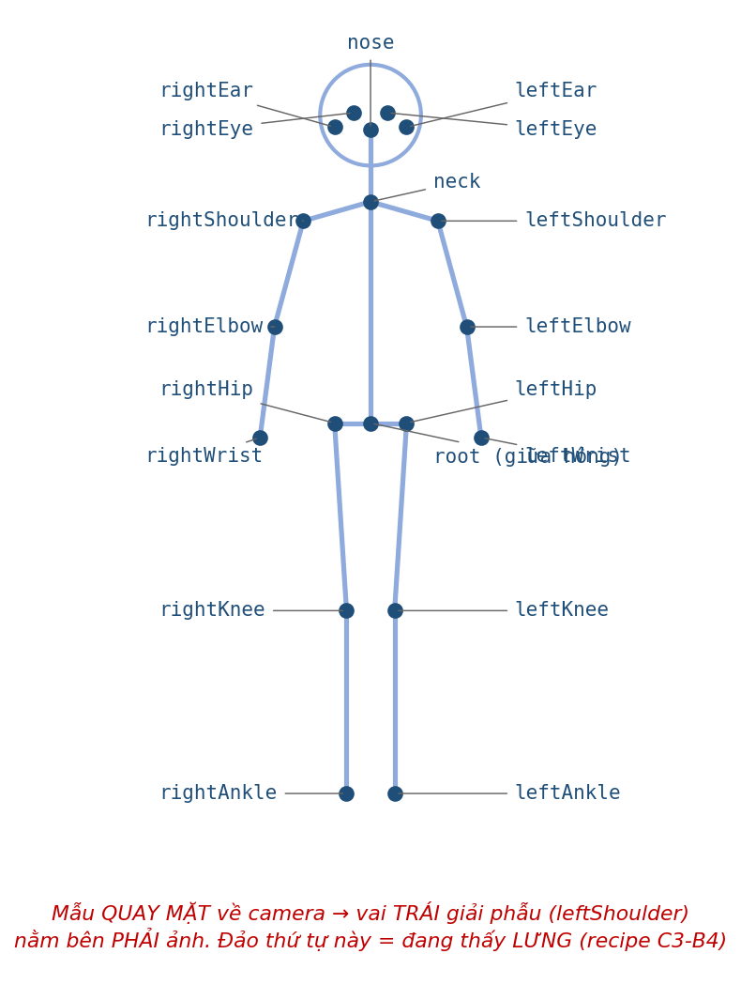 nose
rightEar
leftEar
rightEye
leftEye
neck
rightShoulder
leftShoulder
rightElbow
leftElbow
rightHip
leftHip
rightWrist
root (giữa hông)
leftWrist
rightKnee
leftKnee
rightAnkle
leftAnkle
Mẫu QUAY MẶT về camera → vai TRÁI giải phẫu (leftShoulder)
nằm bên PHẢI ảnh. Đảo thứ tự này = đang thấy LƯNG (recipe C3-B4)